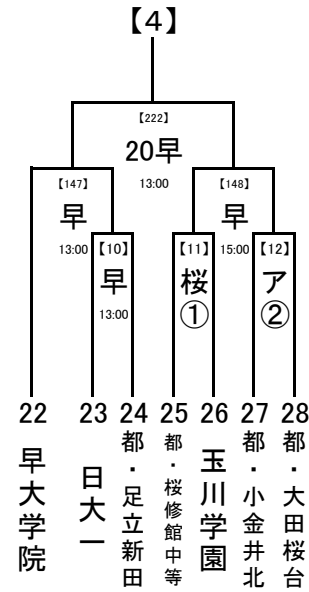 【4】
【222】
20早
13:00
【147】
早
13:00
【148】
早
15:00
【10】
早
13:00
【11】
桜①
【12】
ア②
22
早大学院
23
日大一
24
都・足立新田
25
都・桜修館中等
26
玉川学園
27
都・小金井北
28
都・大田桜台